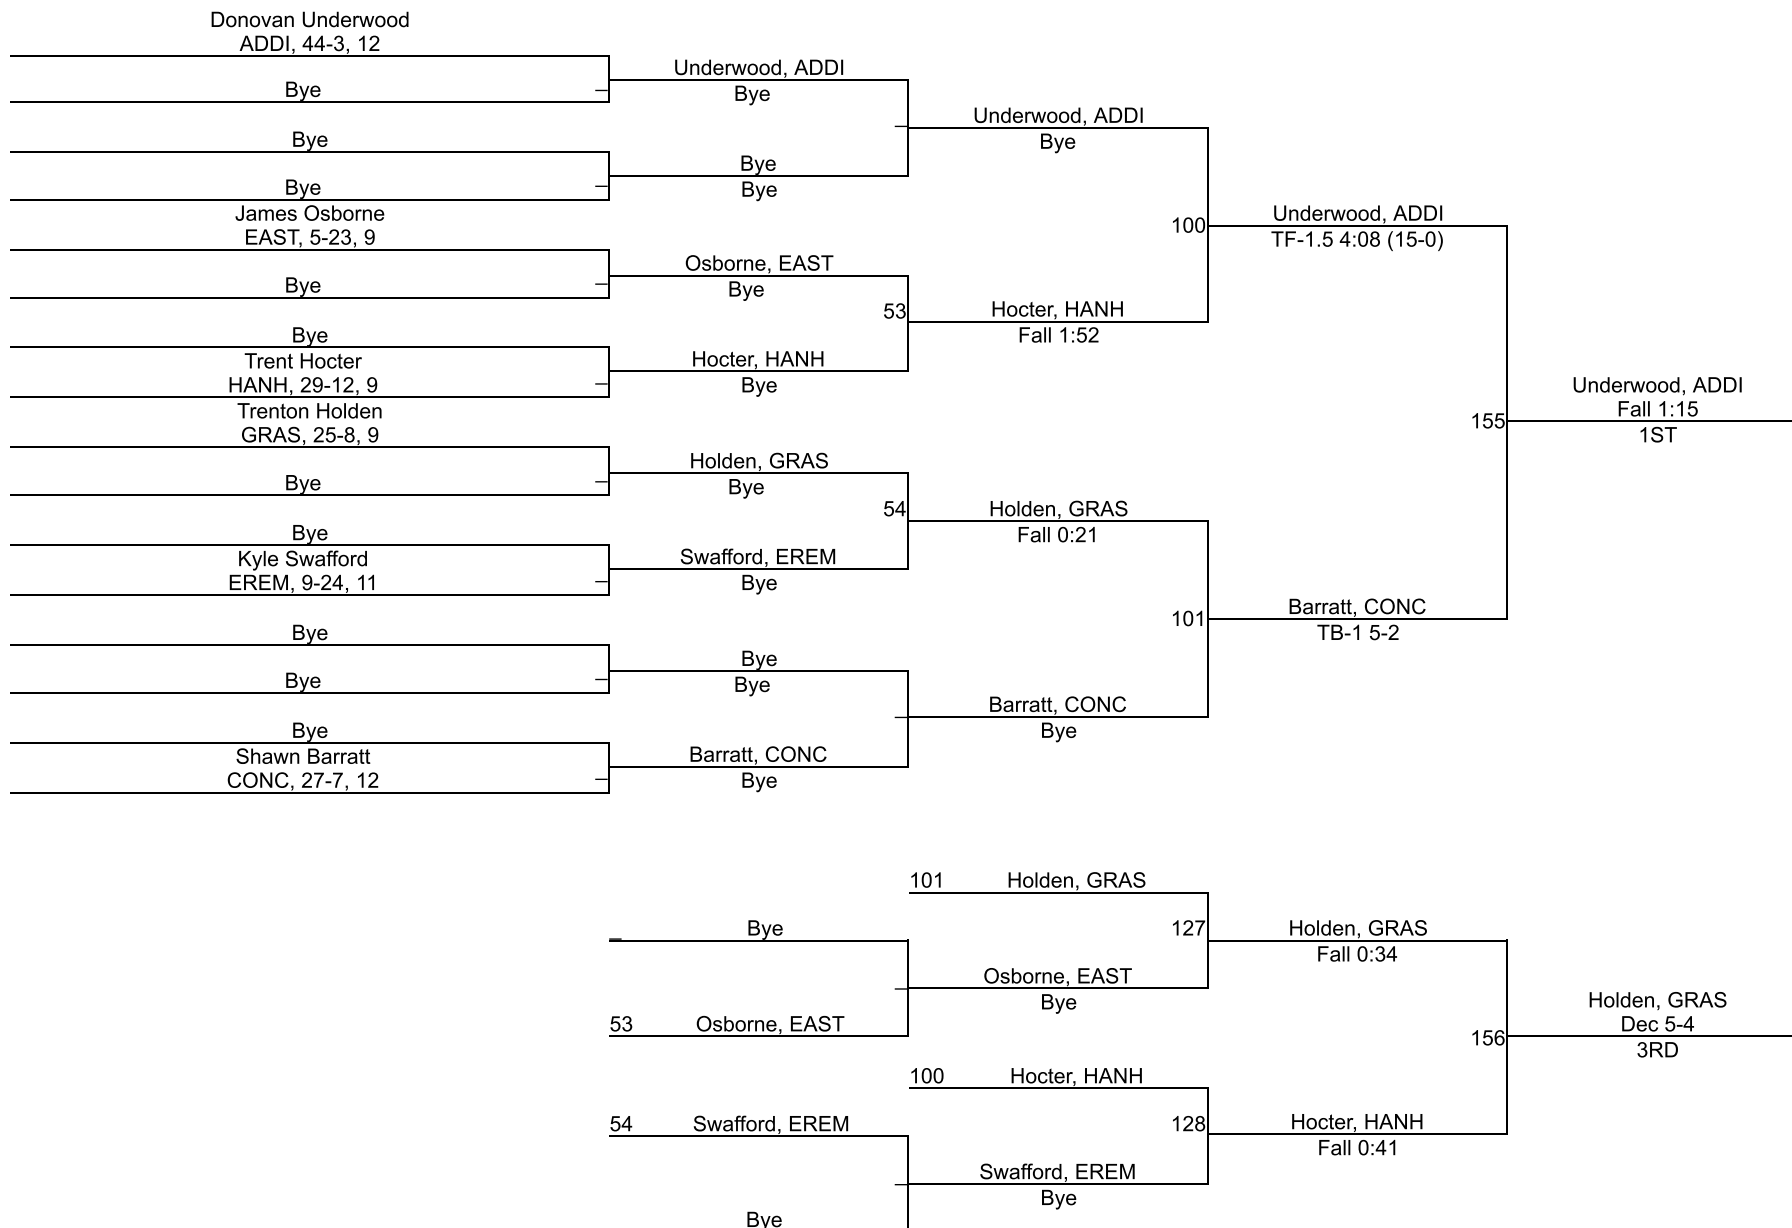 Donovan Underwood
ADDI, 44-3, 12
Bye
Bye
Bye
James Osborne
EAST, 5-23, 9
Bye
Bye
Trent Hocter
HANH, 29-12, 9
Trenton Holden
GRAS, 25-8, 9
Bye
Bye
Kyle Swafford
EREM, 9-24, 11
Bye
Bye
Bye
Shawn Barratt
CONC, 27-7, 12
Underwood, ADDI
Bye
Bye
Bye
Osborne, EAST
Bye
53
Hocter, HANH
Bye
Holden, GRAS
Bye
54
Swafford, EREM
Bye
Bye
Bye
Barratt, CONC
Bye
Underwood, ADDI
Bye
100
Hocter, HANH
Fall 1:52
Holden, GRAS
Fall 0:21
101
Barratt, CONC
Bye
Underwood, ADDI
TF-1.5 4:08 (15-0)
155
Barratt, CONC
TB-1 5-2
Underwood, ADDI
Fall 1:15
1ST
101 Holden, GRAS
Bye
127
Osborne, EAST
Bye
53 Osborne, EAST
100 Hocter, HANH
54 Swafford, EREM
128
Swafford, EREM
Bye
Bye
Holden, GRAS
Fall 0:34
156
Hocter, HANH
Fall 0:41
Holden, GRAS
Dec 5-4
3RD